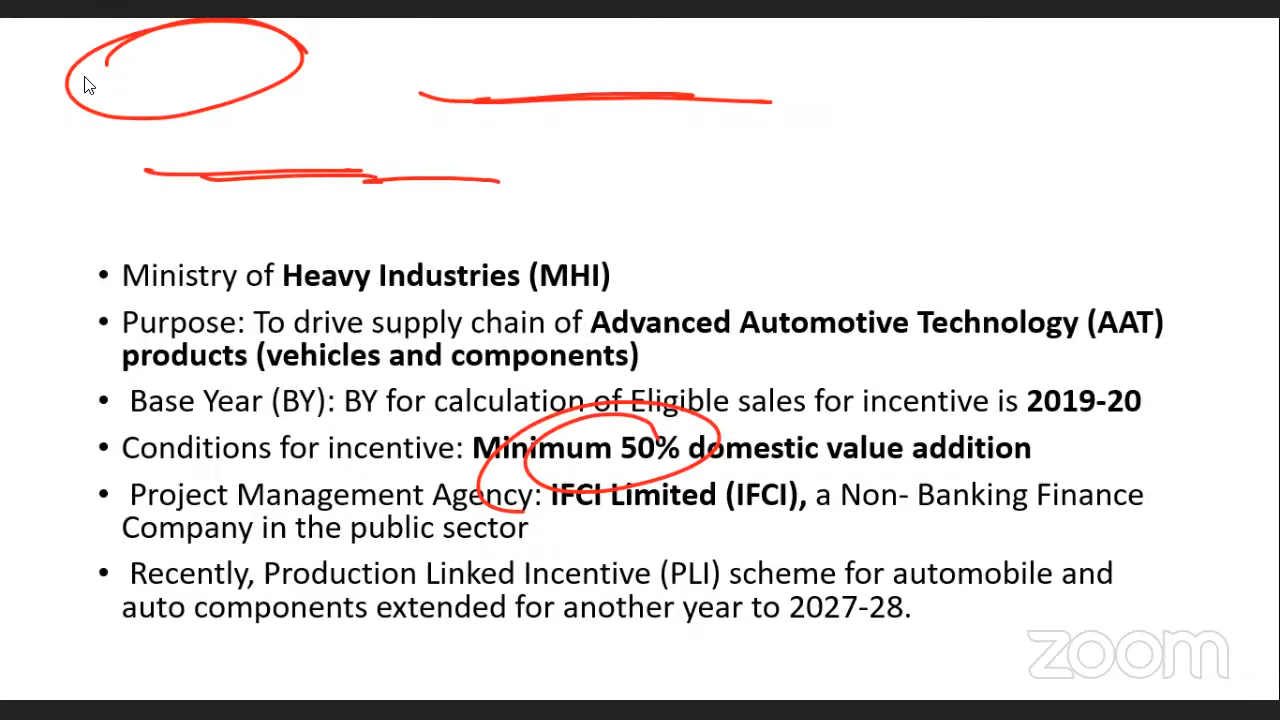 • Ministry of Heavy Industries (MHI)
• Purpose: To drive supply chain of Advanced Automotive Technology (AAT)
products (vehicles and components)
• Base Year (BY): BY for calculation of Eligible sales for incentive is 2019-20
• Conditions for incentive: Minimum 50% domestic value addition
• Project Management Agency: IFCI Limited (IFCI), a Non- Banking Finance
Company in the public sector
• Recently, Production Linked Incentive (PLI) scheme for automobile and
auto components extended for another year to 2027-28.
zoom